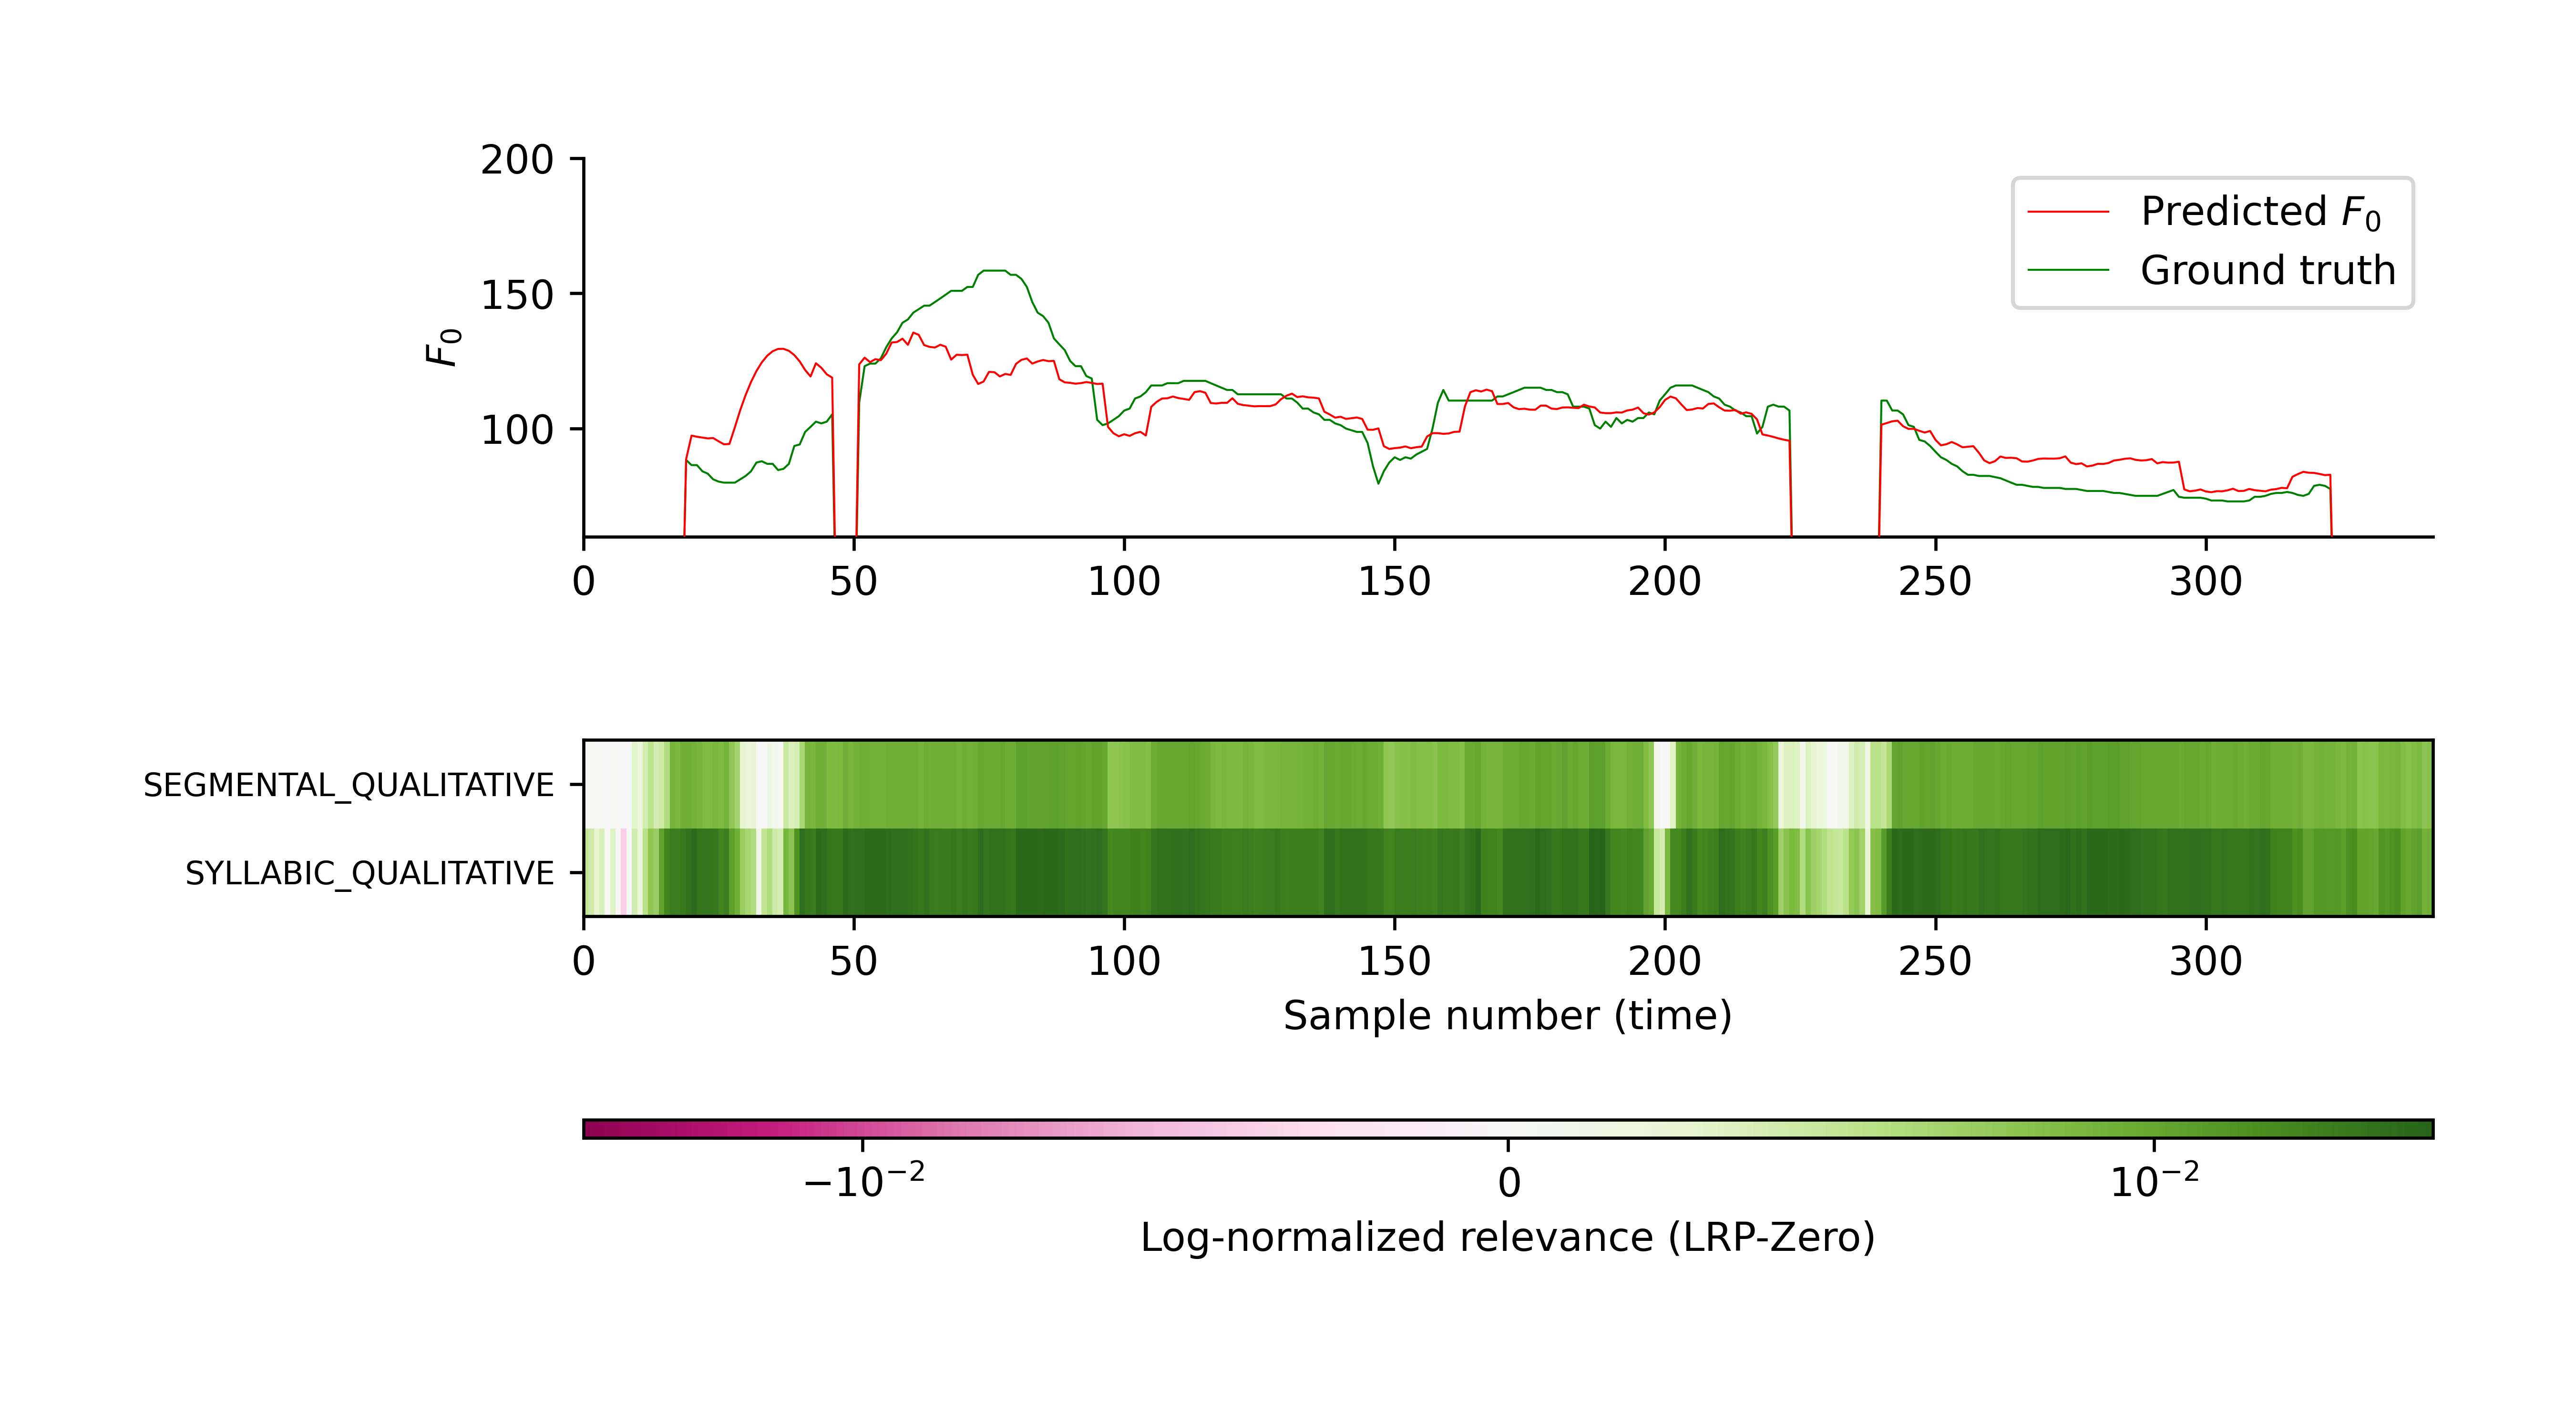 200
150
100
F₀
Predicted F₀
Ground truth
0 50 100 150 200 250 300
SEGMENTAL_QUALITATIVE
SYLLABIC_QUALITATIVE
0 50 100 150 200 250 300
Sample number (time)
−10⁻² 0 10⁻²
Log-normalized relevance (LRP-Zero)